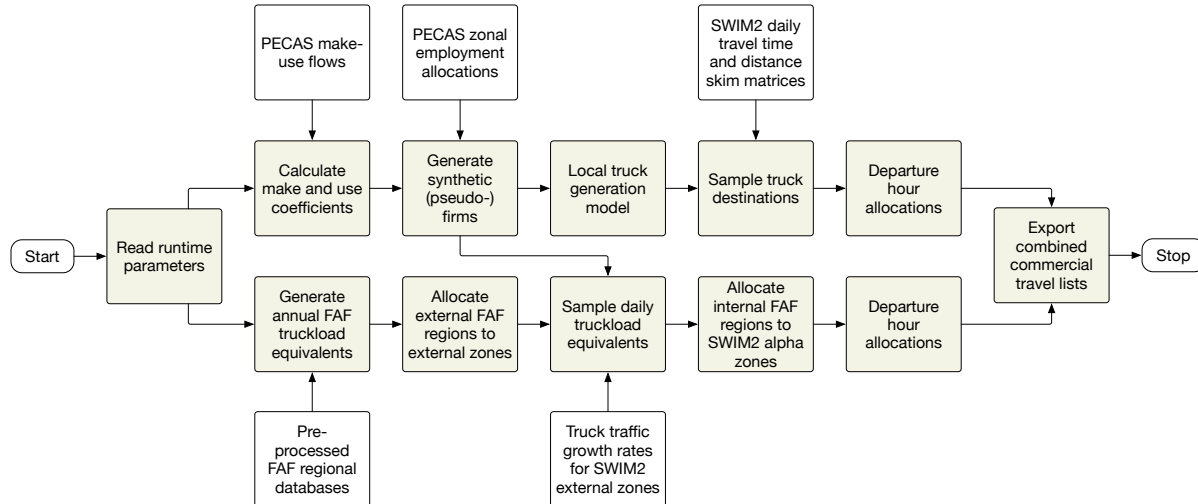 PECAS make-
use flows
PECAS zonal
employment
allocations
SWIM2 daily
travel time
and distance
skim matrices
Calculate
make and use
coefficients
Generate
synthetic
(pseudo-)
firms
Local truck
generation
model
Sample truck
destinations
Departure
hour
allocations
Start
Read runtime
parameters
Export
combined
commercial
travel lists
Stop
Generate
annual FAF
truckload
equivalents
Allocate
external FAF
regions to
external zones
Sample daily
truckload
equivalents
Allocate
internal FAF
regions to
SWIM2 alpha
zones
Departure
hour
allocations
Pre-
processed
FAF regional
databases
Truck traffic
growth rates
for SWIM2
external zones